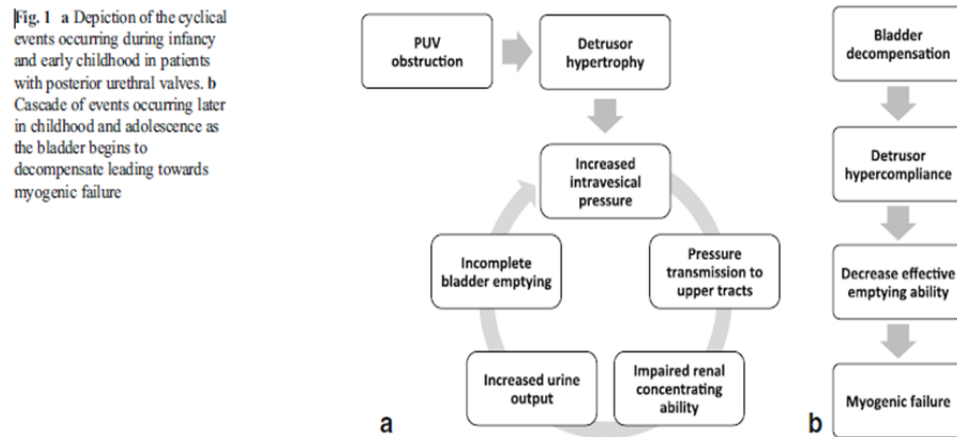 Fig. 1 a Depiction of the cyclical
events occurring during infancy
and early childhood in patients
with posterior urethral valves. b
Cascade of events occurring later
in childhood and adolescence as
the bladder begins to
decompensate leading towards
myogenic failure
PUV
obstruction
Detrusor
hypertrophy
Increased
intravesical
pressure
Pressure
transmission to
upper tracts
Impaired renal
concentrating
ability
Increased urine
output
Incomplete
bladder emptying
a
Bladder
decompensation
Detrusor
hypercompliance
Decrease effective
emptying ability
Myogenic failure
b